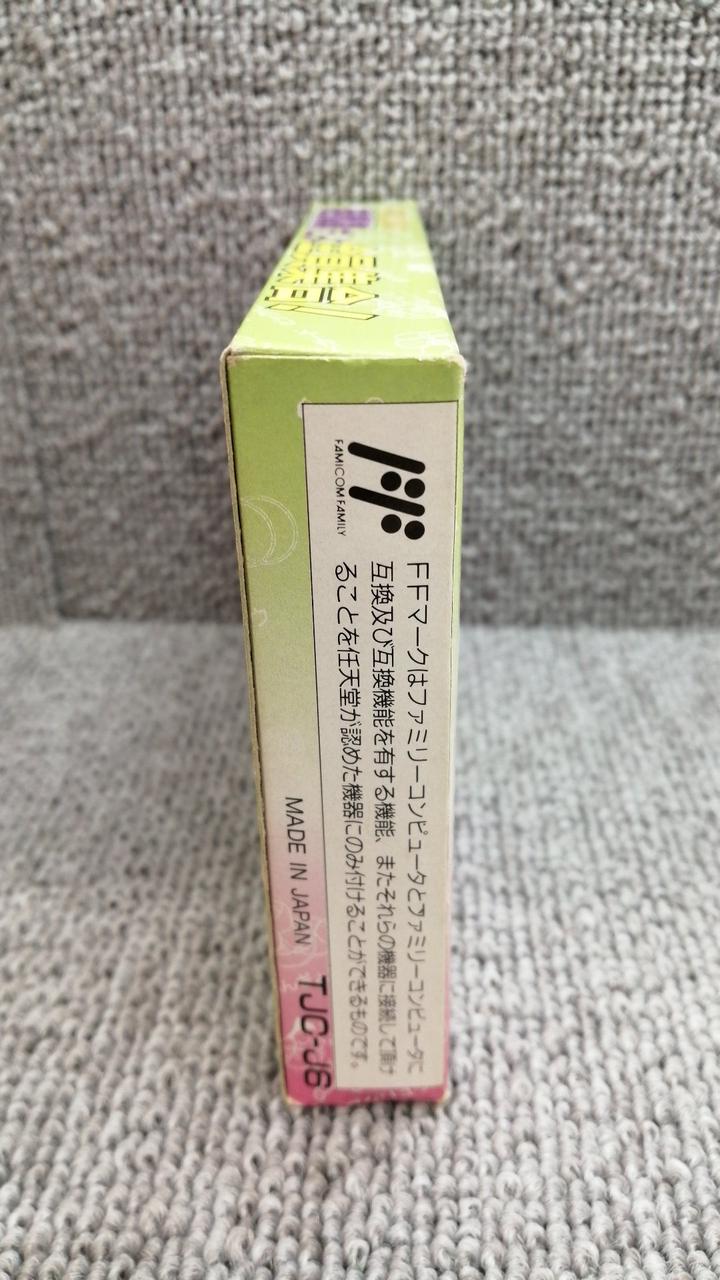 FAMICOM FAMILY
FFマークはファミリーコンピュータとファミリーコンピュータに
互換及び互換機能を有する機能、またそれらの機器に接続して頂け
ることを任天堂が認めた機器にのみ付けることができるものです。
MADE IN JAPAN
TJC-J6